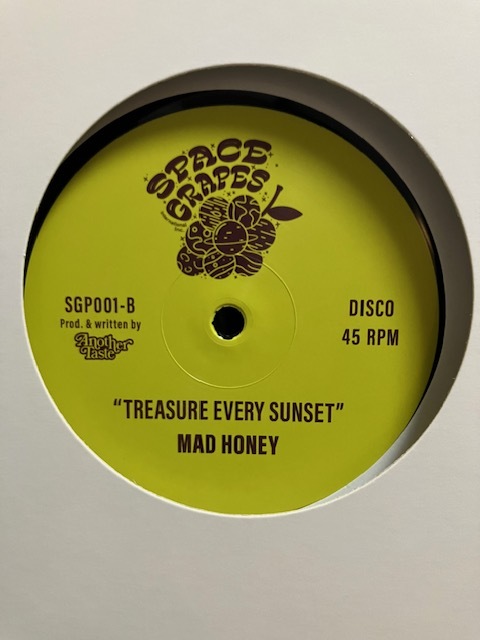 SPACE
GRAPES
SGP001-B
Prod. & written by
Another
Taste
DISCO
45 RPM
“TREASURE EVERY SUNSET”
MAD HONEY